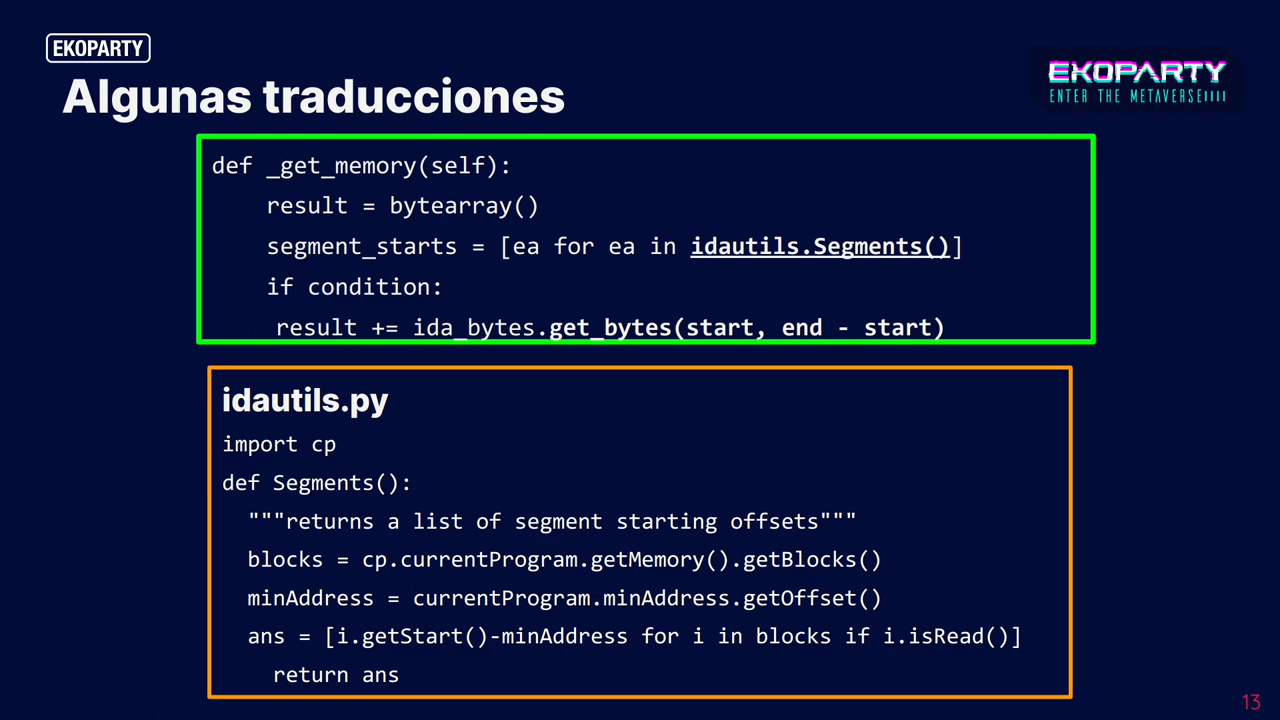 EKOPARTY
Algunas traducciones
EKOPARTY
ENTER THE METAVERSE
def _get_memory(self):
    result = bytearray()
    segment_starts = [ea for ea in idautils.Segments()]
    if condition:
     result += ida_bytes.get_bytes(start, end - start)
idautils.py
import cp
def Segments():
  """returns a list of segment starting offsets"""
  blocks = cp.currentProgram.getMemory().getBlocks()
  minAddress = currentProgram.minAddress.getOffset()
  ans = [i.getStart()-minAddress for i in blocks if i.isRead()]
    return ans
13